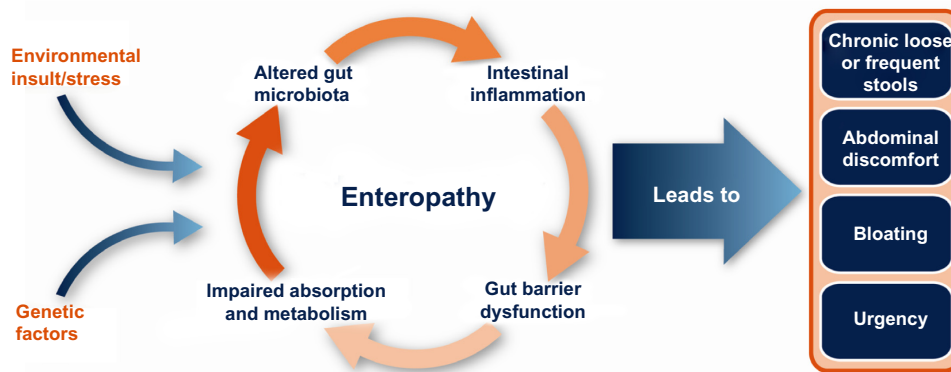 Environmental
insult/stress
Genetic
factors
Altered gut
microbiota
Intestinal
inflammation
Enteropathy
Impaired absorption
and metabolism
Gut barrier
dysfunction
Leads to
Chronic loose
or frequent
stools
Abdominal
discomfort
Bloating
Urgency